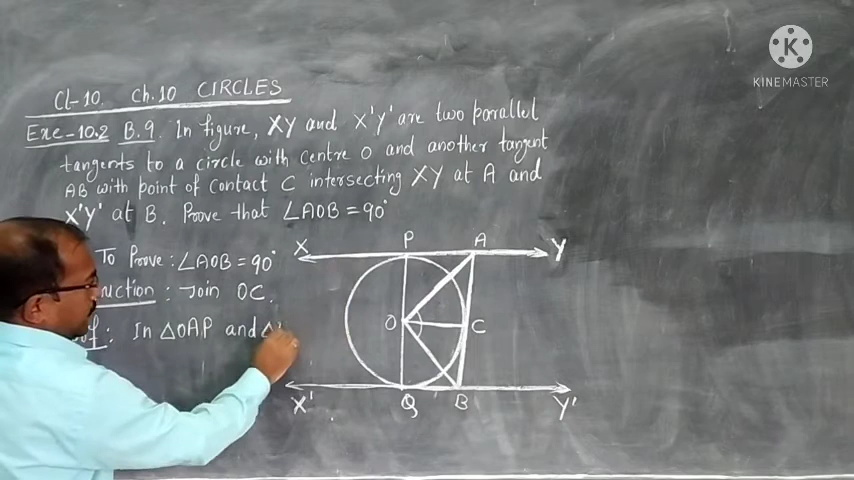 K
KINEMASTER
Cl-10. Ch.10 CIRCLES
Exe-10.2 B.9. In figure, XY and X'Y' are two parallel
tangents to a circle with centre O and another tangent
AB with point of contact C intersecting XY at A and
X'Y' at B. Prove that ∠AOB = 90°
To Prove: ∠AOB = 90°
uction : Join OC.
of : In △OAP and △
X P A Y
O C
X' Q B Y'